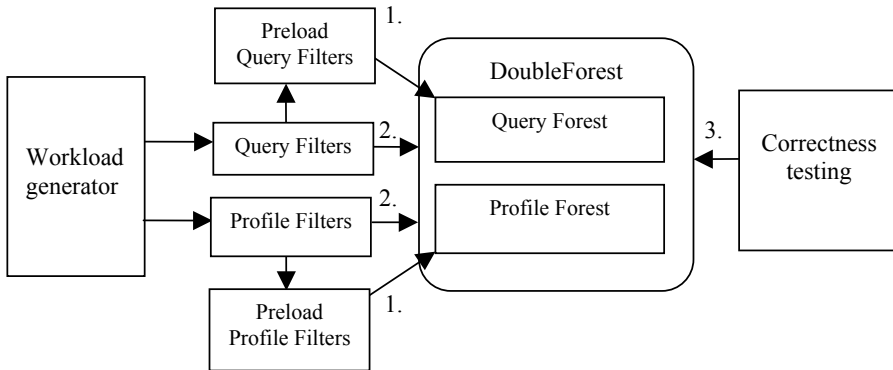 Preload
Query Filters
1.
DoubleForest
Query Forest
Workload
generator
Query Filters
2.
3.
Correctness
testing
Profile Filters
2.
Profile Forest
Preload
Profile Filters
1.